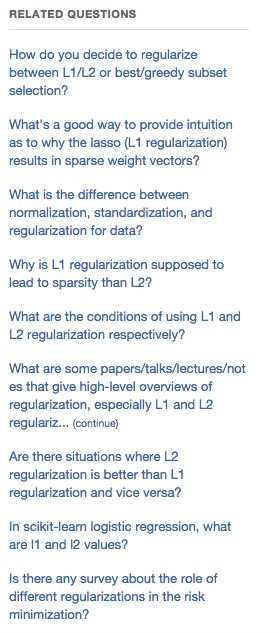 RELATED QUESTIONS
How do you decide to regularize
between L1/L2 or best/greedy subset
selection?
What's a good way to provide intuition
as to why the lasso (L1 regularization)
results in sparse weight vectors?
What is the difference between
normalization, standardization, and
regularization for data?
Why is L1 regularization supposed to
lead to sparsity than L2?
What are the conditions of using L1 and
L2 regularization respectively?
What are some papers/talks/lectures/not
es that give high-level overviews of
regularization, especially L1 and L2
regulariz... (continue)
Are there situations where L2
regularization is better than L1
regularization and vice versa?
In scikit-learn logistic regression, what
are l1 and l2 values?
Is there any survey about the role of
different regularizations in the risk
minimization?